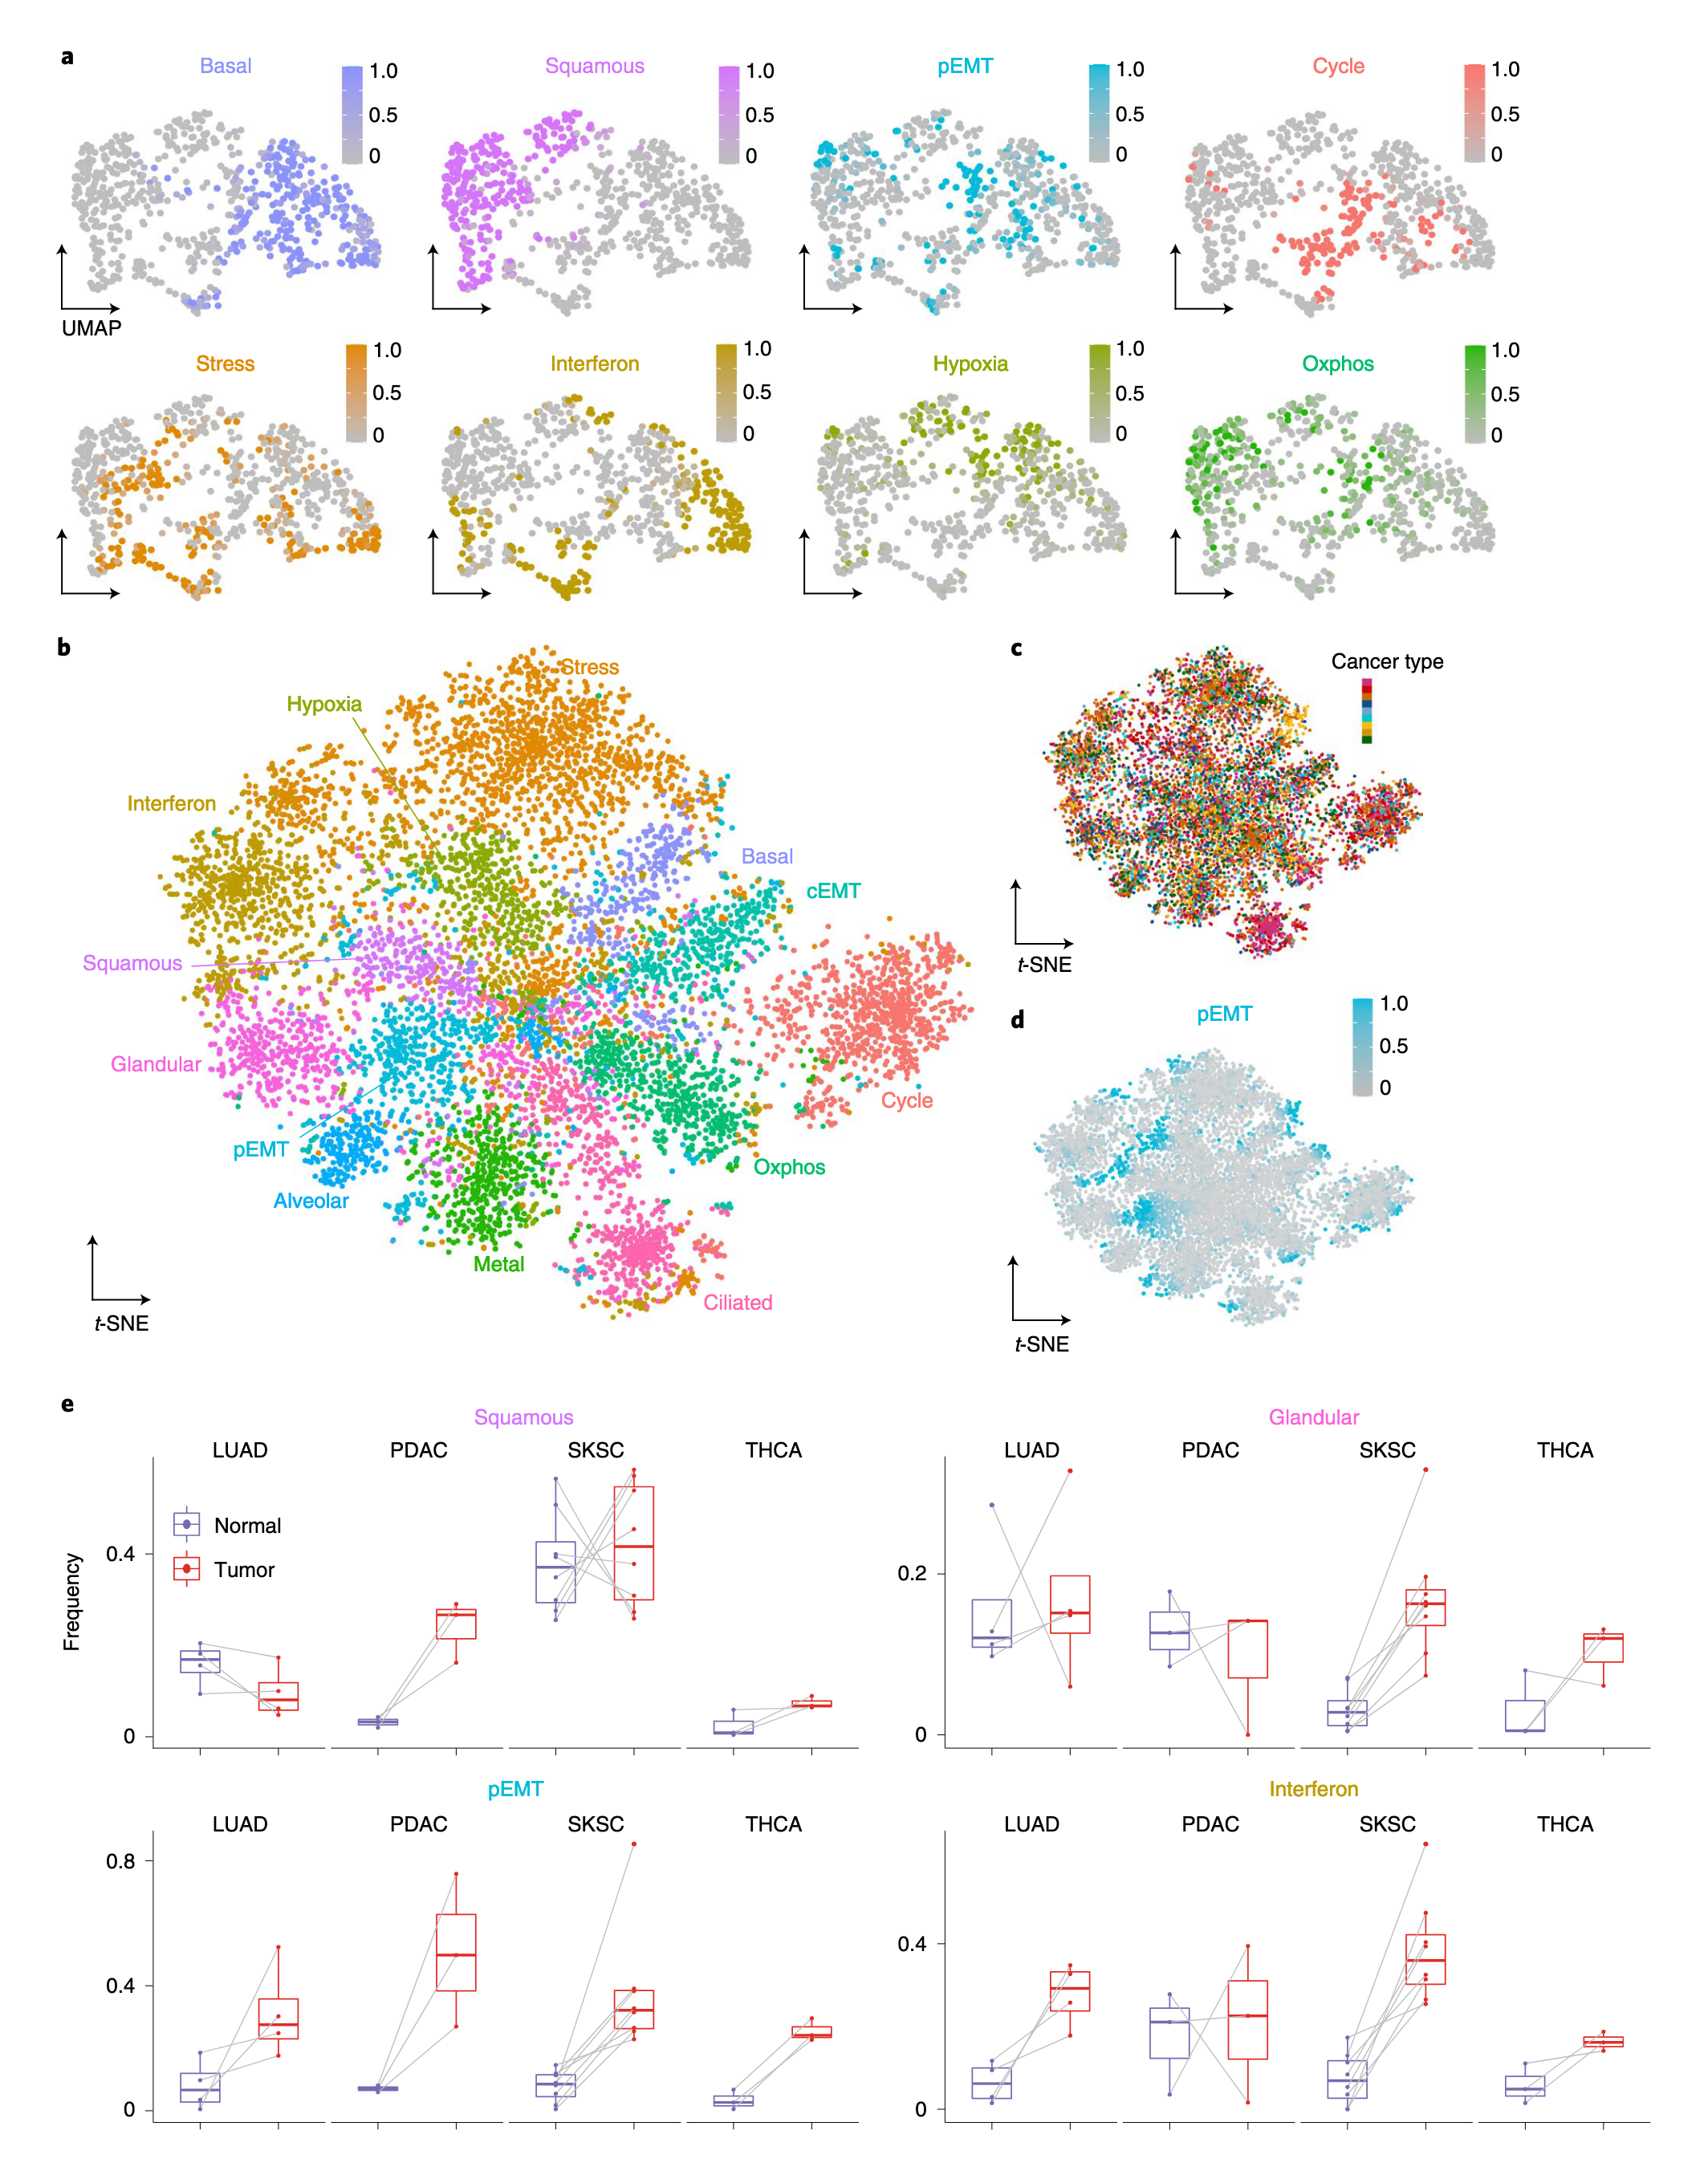 a
Basal
1.0
0.5
0
Squamous
1.0
0.5
0
pEMT
1.0
0.5
0
Cycle
1.0
0.5
0
UMAP
Stress
1.0
0.5
0
Interferon
1.0
0.5
0
Hypoxia
1.0
0.5
0
Oxphos
1.0
0.5
0
b
Stress
Hypoxia
Interferon
Basal
cEMT
Squamous
Glandular
Cycle
pEMT
Oxphos
Alveolar
Metal
Ciliated
t-SNE
c
Cancer type
t-SNE
d
pEMT
1.0
0.5
0
t-SNE
e
Squamous
LUAD PDAC SKSC THCA
Normal
Tumor
Frequency
0.4
0
Glandular
LUAD PDAC SKSC THCA
0.2
0
pEMT
LUAD PDAC SKSC THCA
0.8
0.4
0
Interferon
LUAD PDAC SKSC THCA
0.4
0